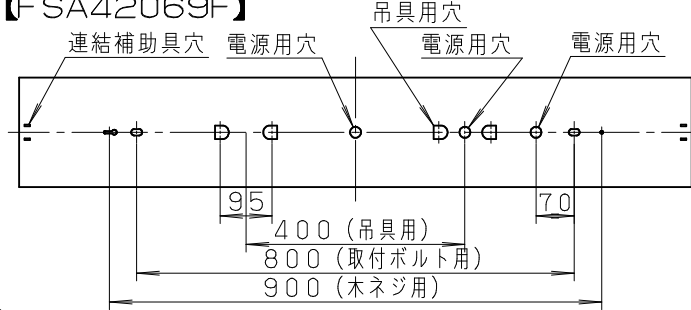 【FSA42069F】
吊具用穴
連結補助具穴
電源用穴
電源用穴
電源用穴
95
70
400(吊具用)
800(取付ボルト用)
900(木ネジ用)